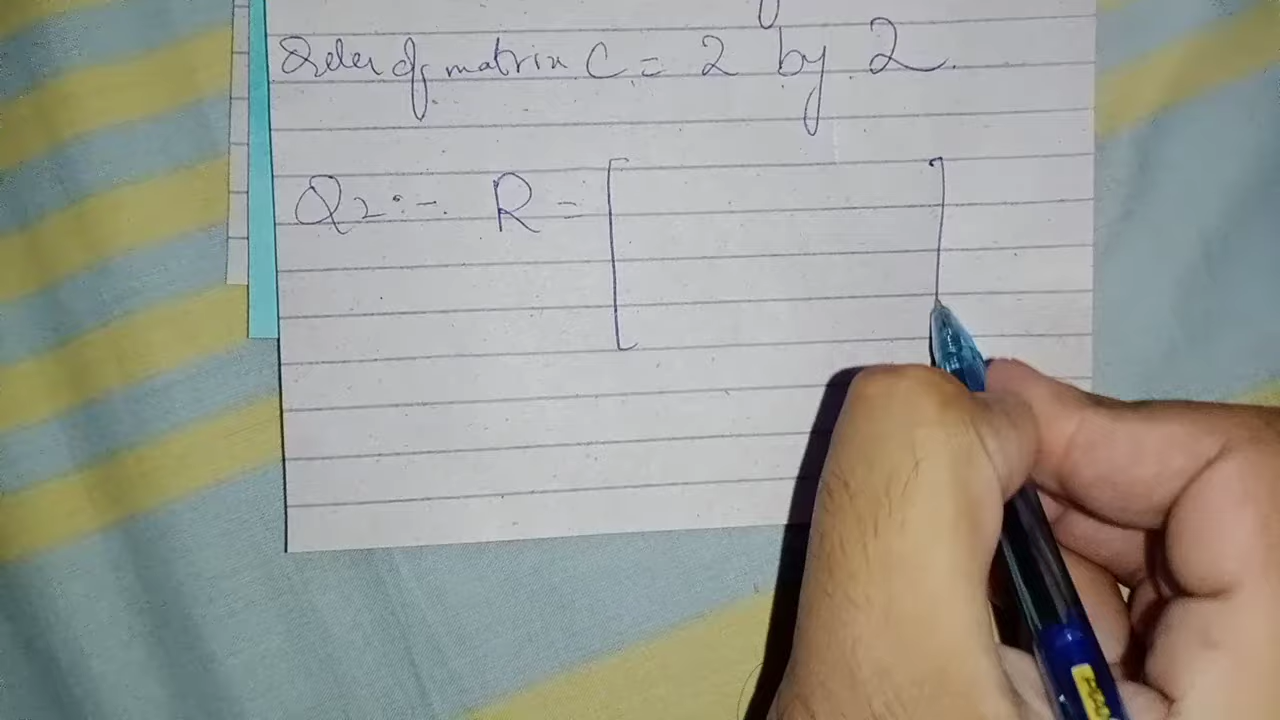 Order of matrix C = 2 by 2.
Q2:- R = [ ]